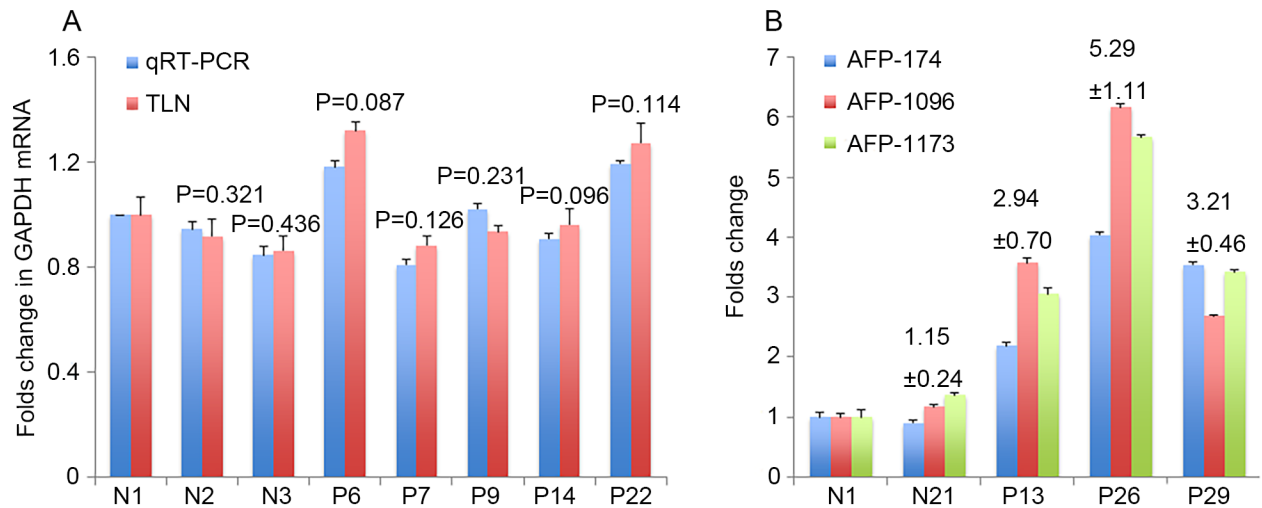 A
Folds change in GAPDH mRNA
1.6
1.2
0.8
0.4
0
qRT-PCR
TLN
P=0.321
P=0.436
P=0.087
P=0.126
P=0.231
P=0.096
P=0.114
N1 N2 N3 P6 P7 P9 P14 P22
B
Folds change
7
6
5
4
3
2
1
0
AFP-174
AFP-1096
AFP-1173
1.15
±0.24
2.94
±0.70
5.29
±1.11
3.21
±0.46
N1 N21 P13 P26 P29